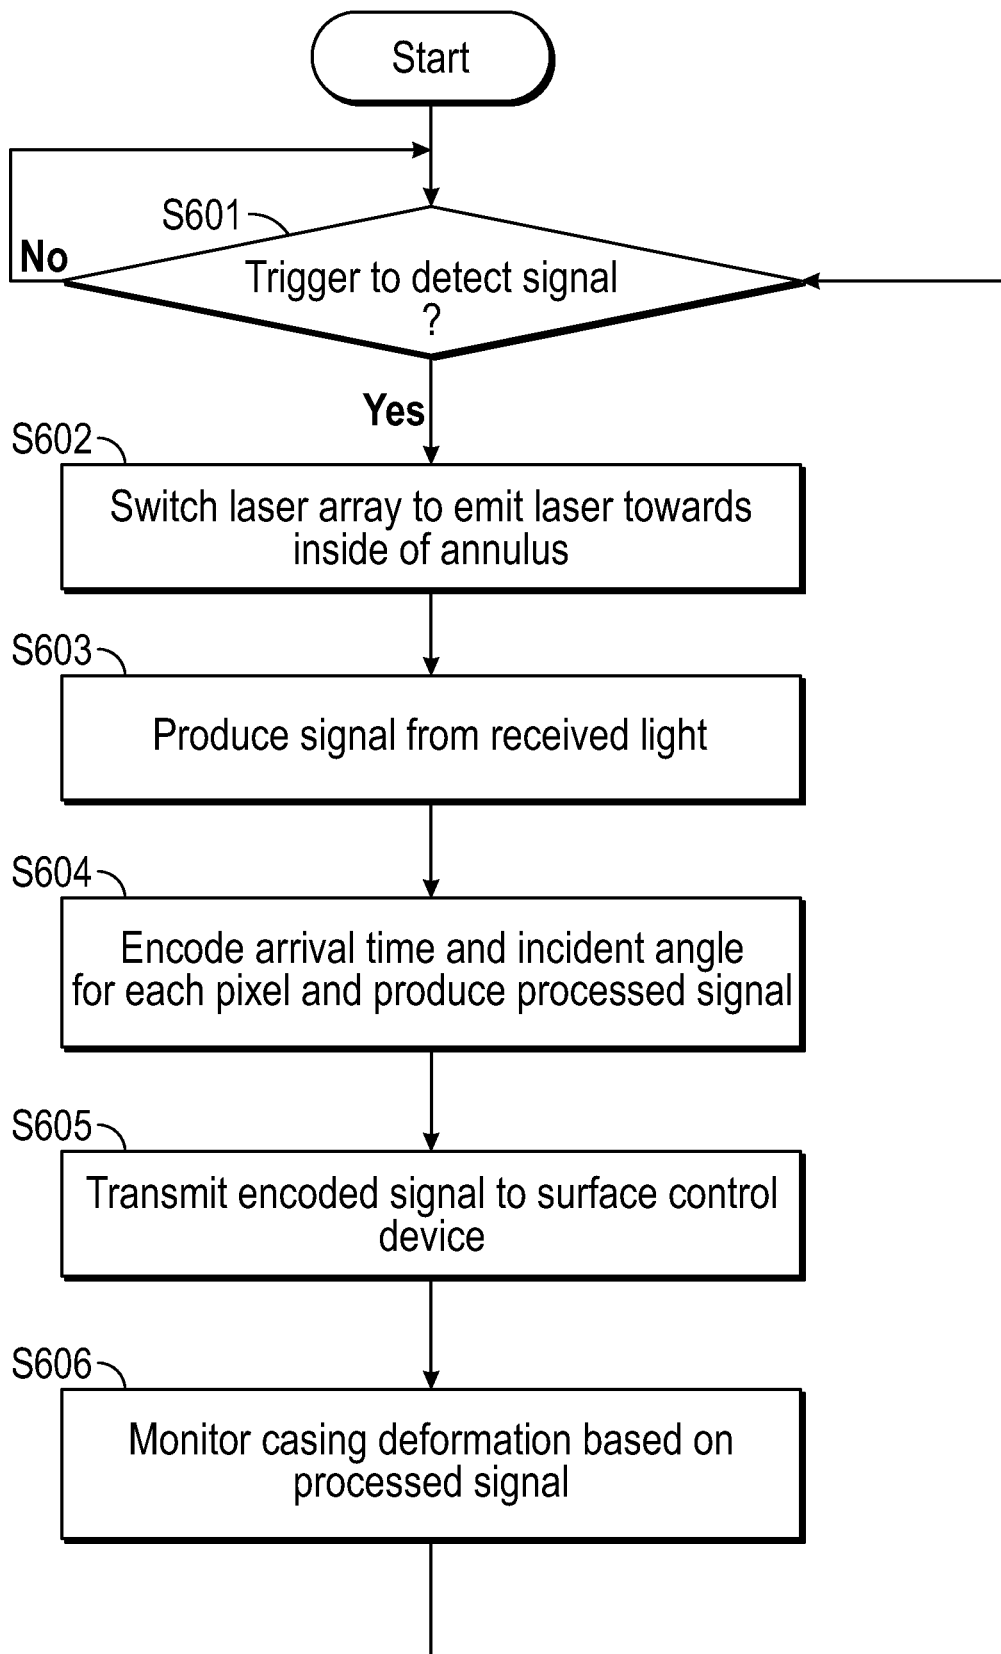 Start
S601
No
Trigger to detect signal
?
Yes
S602
Switch laser array to emit laser towards
inside of annulus
S603
Produce signal from received light
S604
Encode arrival time and incident angle
for each pixel and produce processed signal
S605
Transmit encoded signal to surface control
device
S606
Monitor casing deformation based on
processed signal